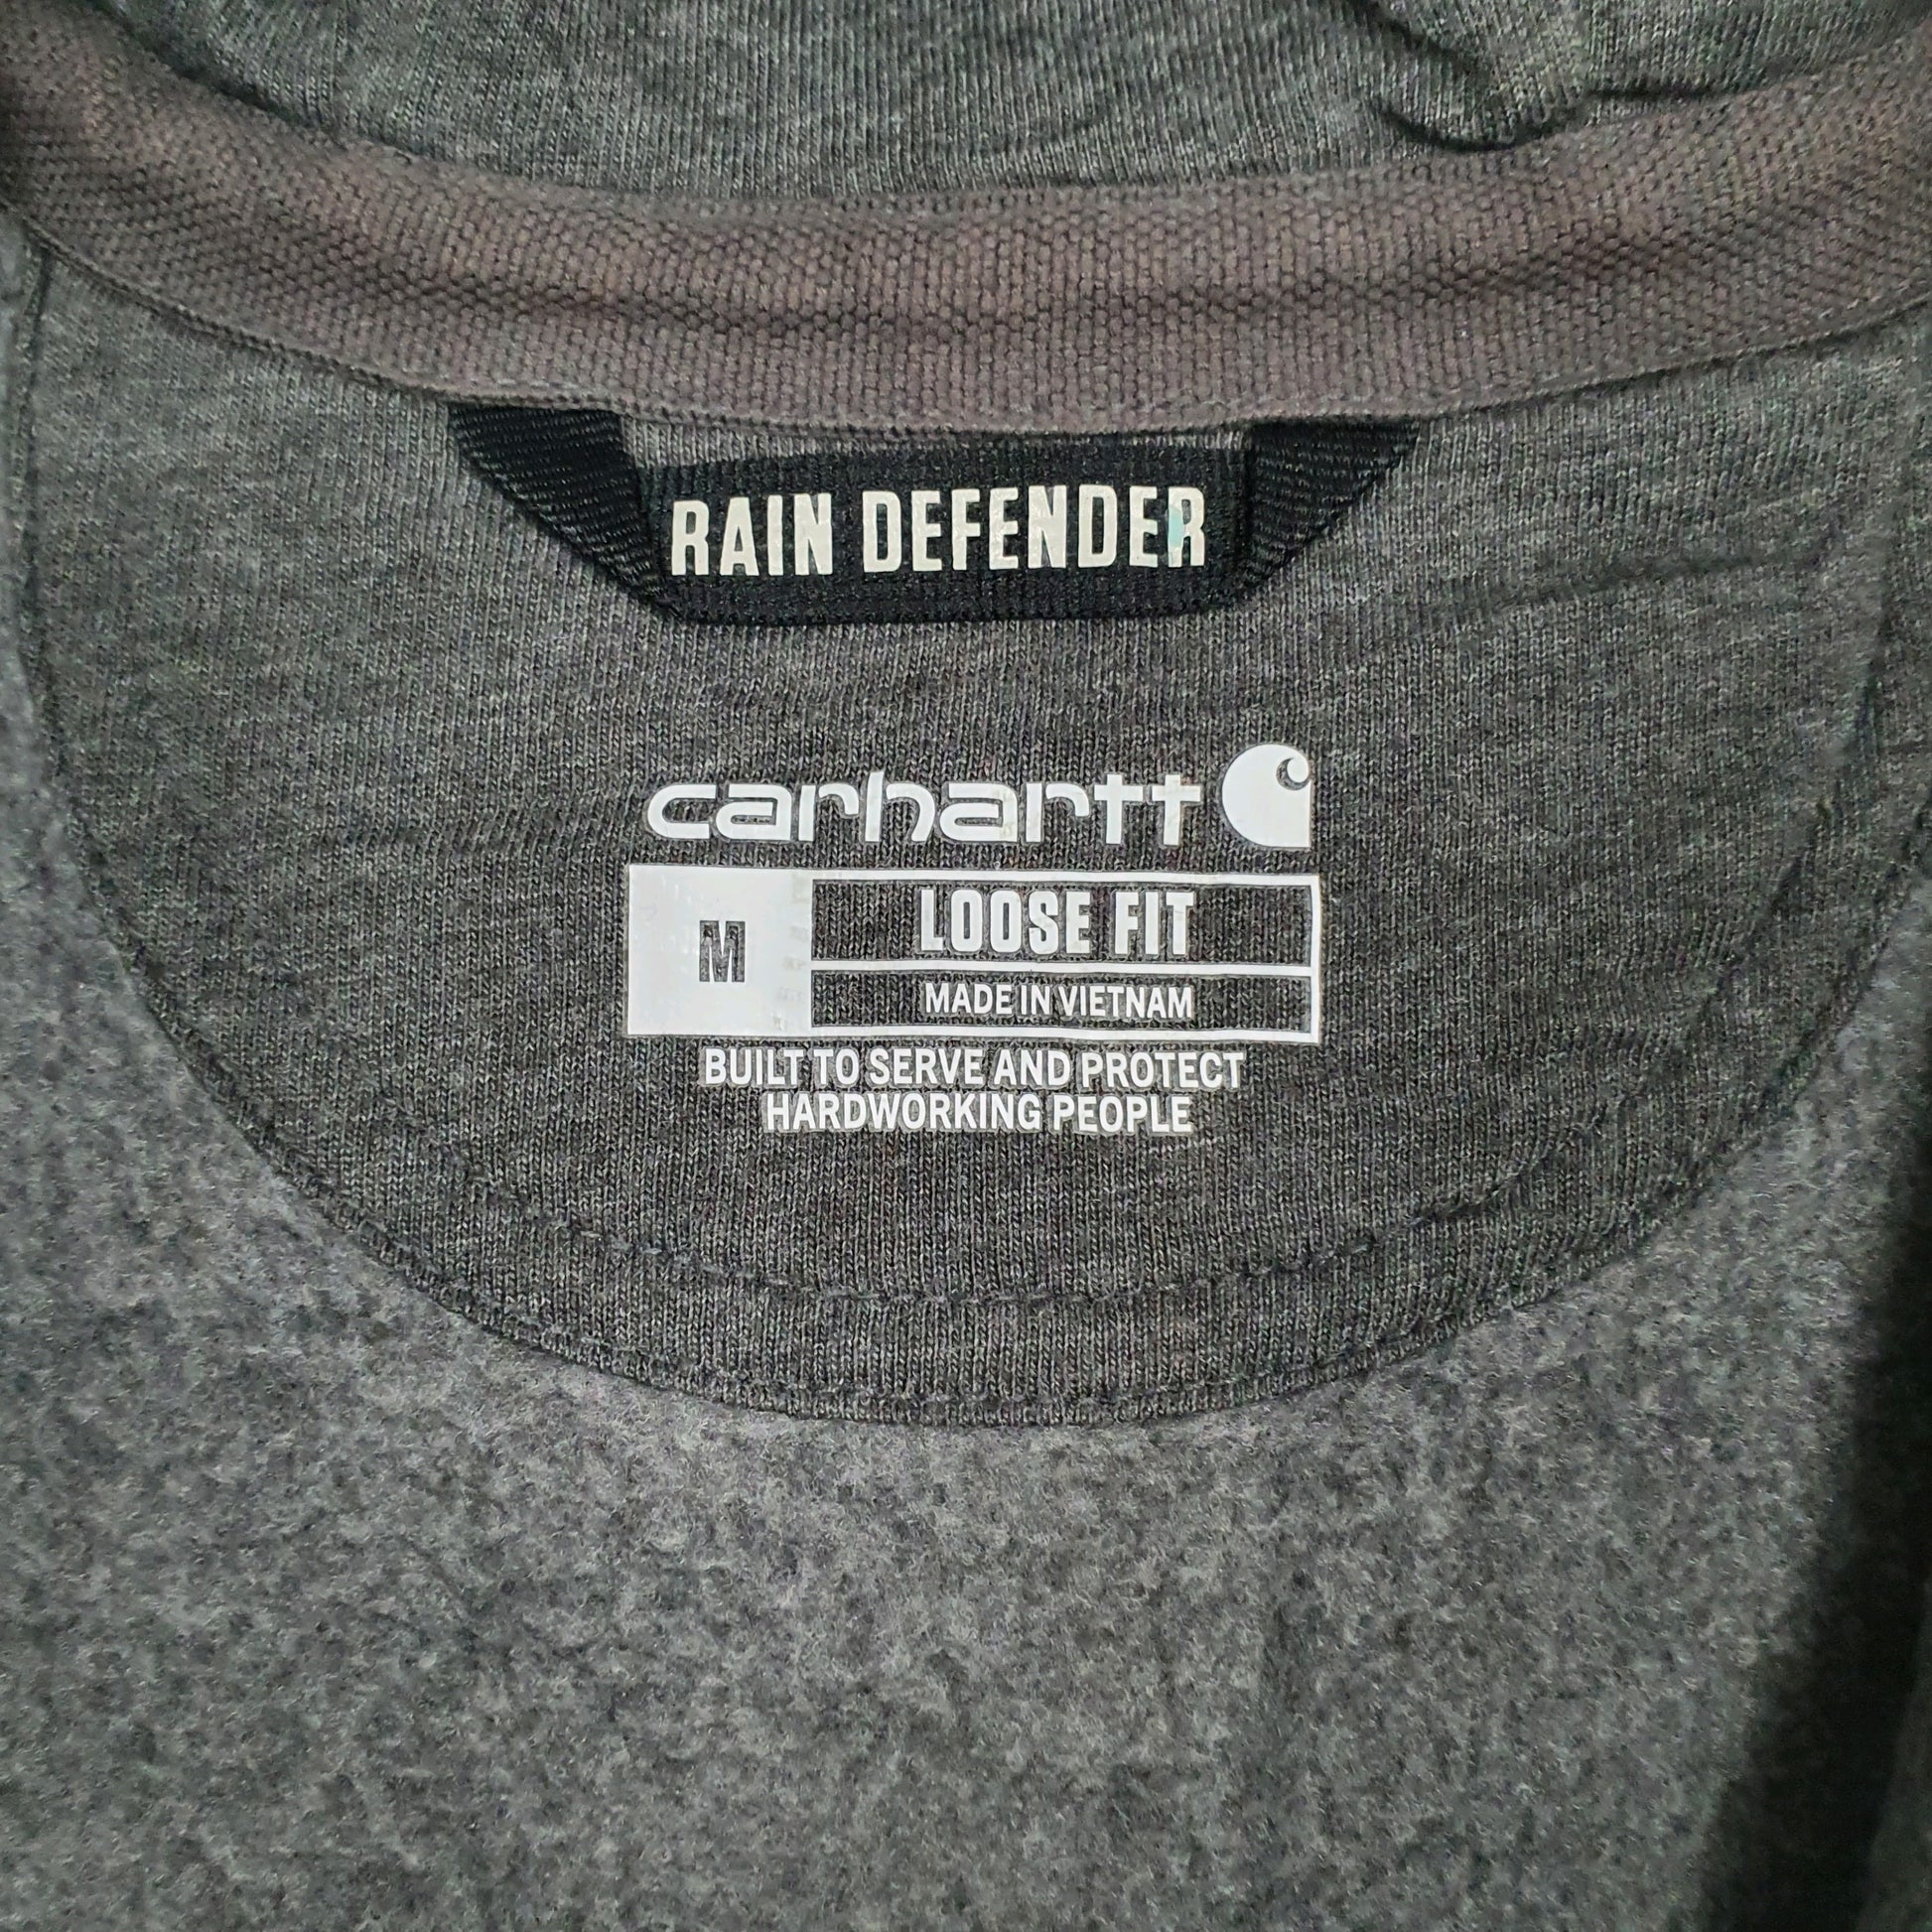 RAIN DEFENDER
carhartt
M
LOOSE FIT
MADE IN VIETNAM
BUILT TO SERVE AND PROTECT
HARDWORKING PEOPLE